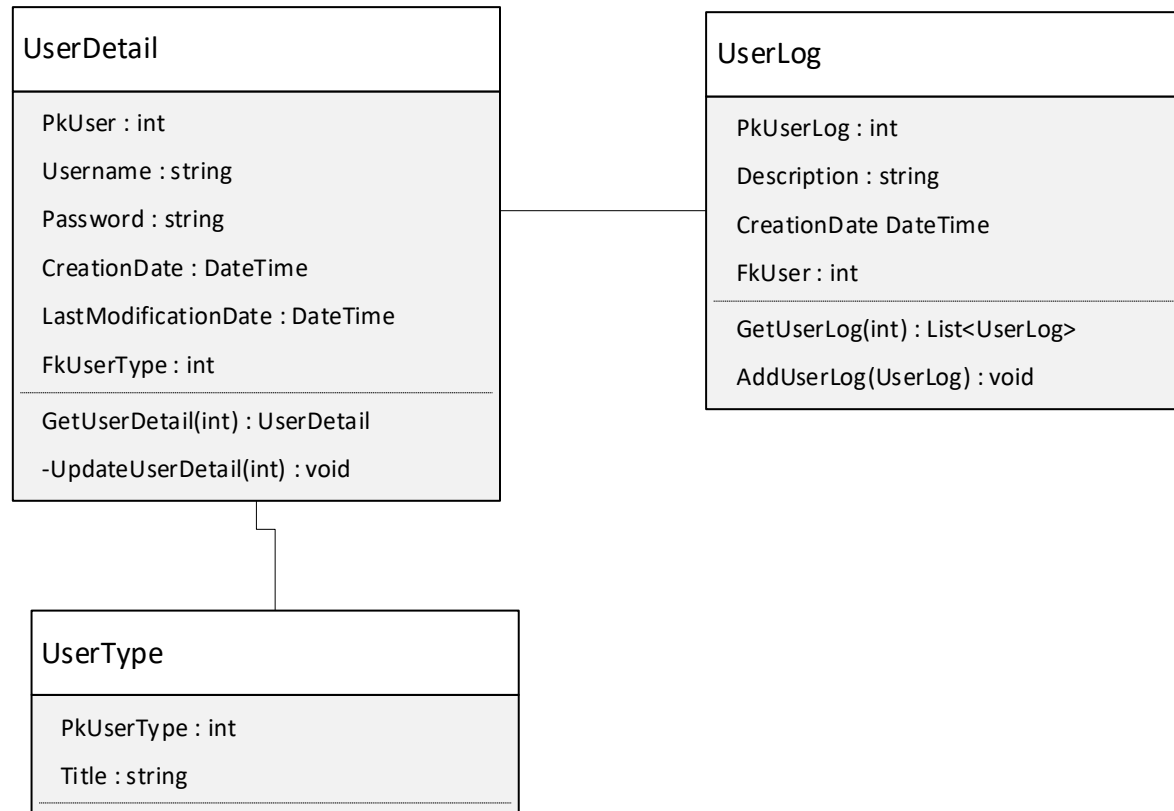 UserDetail
PkUser : int
Username : string
Password : string
CreationDate : DateTime
LastModificationDate : DateTime
FkUserType : int
GetUserDetail(int) : UserDetail
-UpdateUserDetail(int) : void
UserLog
PkUserLog : int
Description : string
CreationDate DateTime
FkUser : int
GetUserLog(int) : List<UserLog>
AddUserLog(UserLog) : void
UserType
PkUserType : int
Title : string